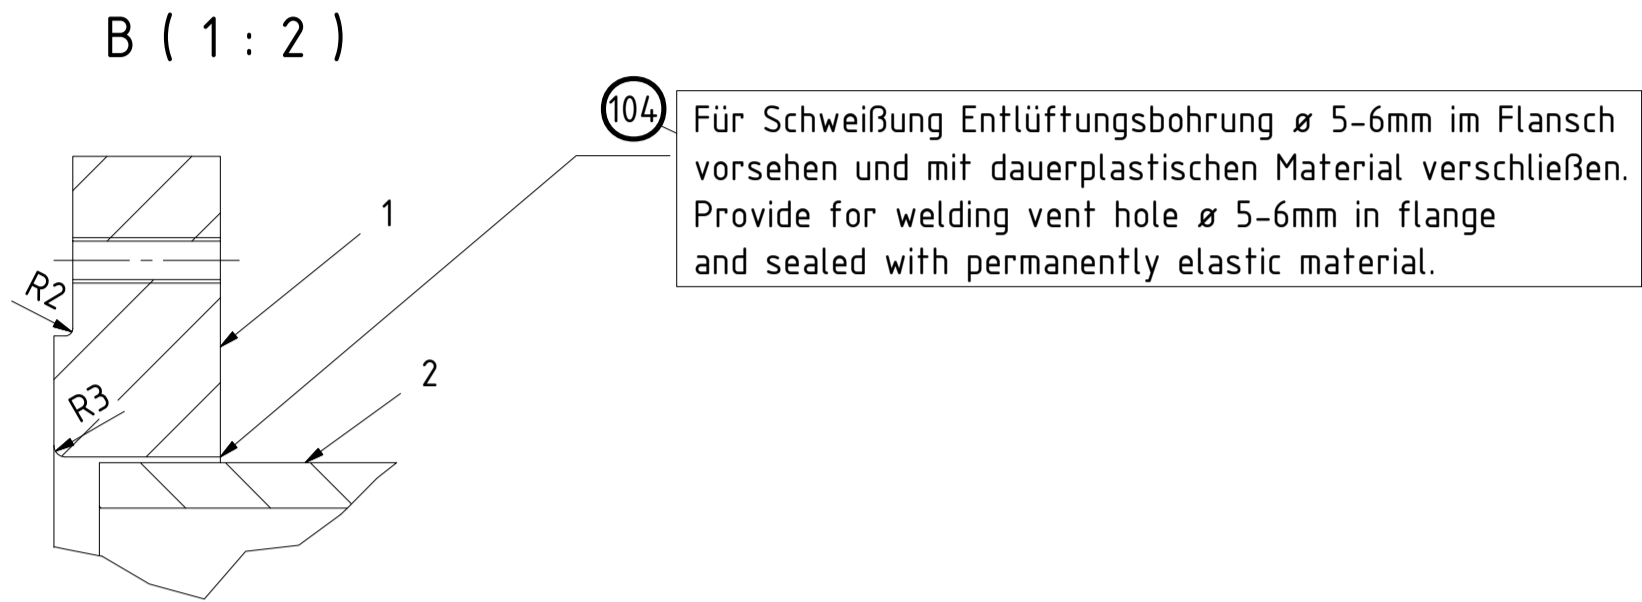 B ( 1 : 2 )
104
Für Schweißung Entlüftungsbohrung ø 5-6mm im Flansch
vorsehen und mit dauerplastischen Material verschließen.
Provide for welding vent hole ø 5-6mm in flange
and sealed with permanently elastic material.
1
R2
2
R3